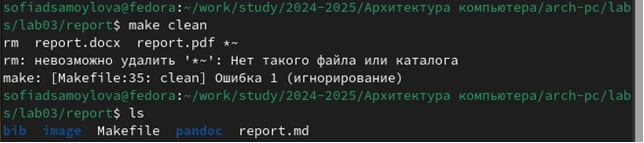 sofiadsamoylova@fedora:~/work/study/2024-2025/Архитектура компьютера/arch-pc/lab
s/lab03/report$ make clean
rm  report.docx  report.pdf *~
rm: невозможно удалить '*~': Нет такого файла или каталога
make: [Makefile:35: clean] Ошибка 1 (игнорирование)
sofiadsamoylova@fedora:~/work/study/2024-2025/Архитектура компьютера/arch-pc/lab
s/lab03/report$ ls
bib  image  Makefile  pandoc  report.md